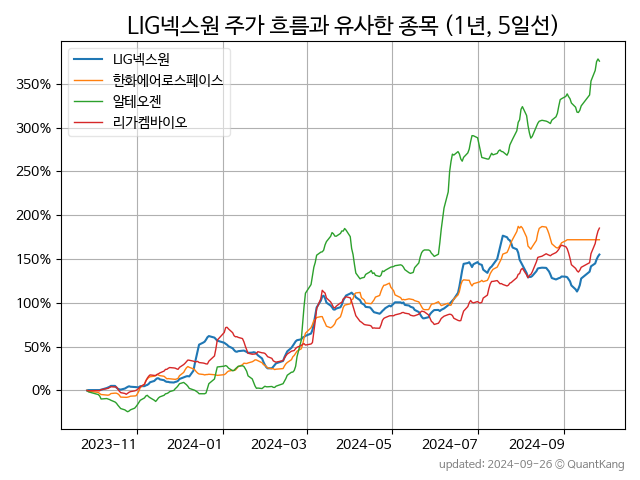 LIG넥스원 주가 흐름과 유사한 종목 (1년, 5일선)
LIG넥스원
한화에어로스페이스
알테오젠
리가켐바이오
350%
300%
250%
200%
150%
100%
50%
0%
2023-11
2024-01
2024-03
2024-05
2024-07
2024-09
updated: 2024-09-26 © QuantKang